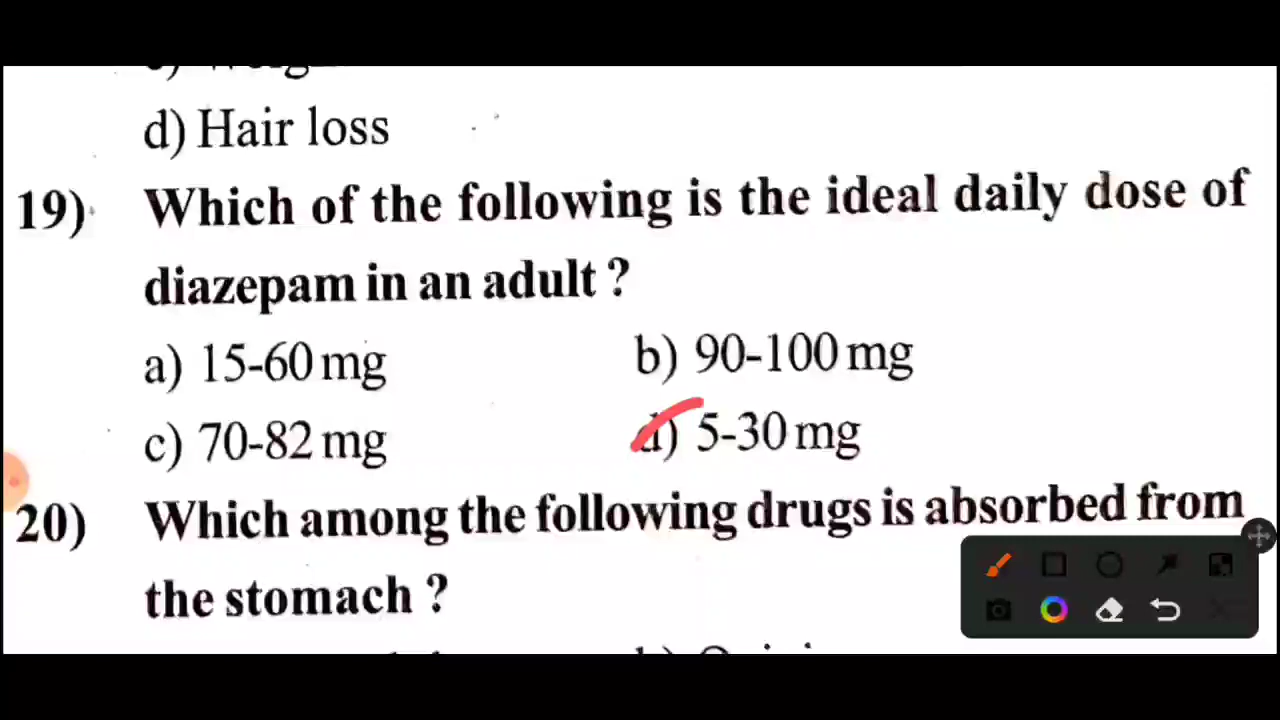 d) Hair loss
19) Which of the following is the ideal daily dose of
diazepam in an adult ?
a) 15-60 mg b) 90-100 mg
c) 70-82 mg d) 5-30 mg
20) Which among the following drugs is absorbed from
the stomach ?